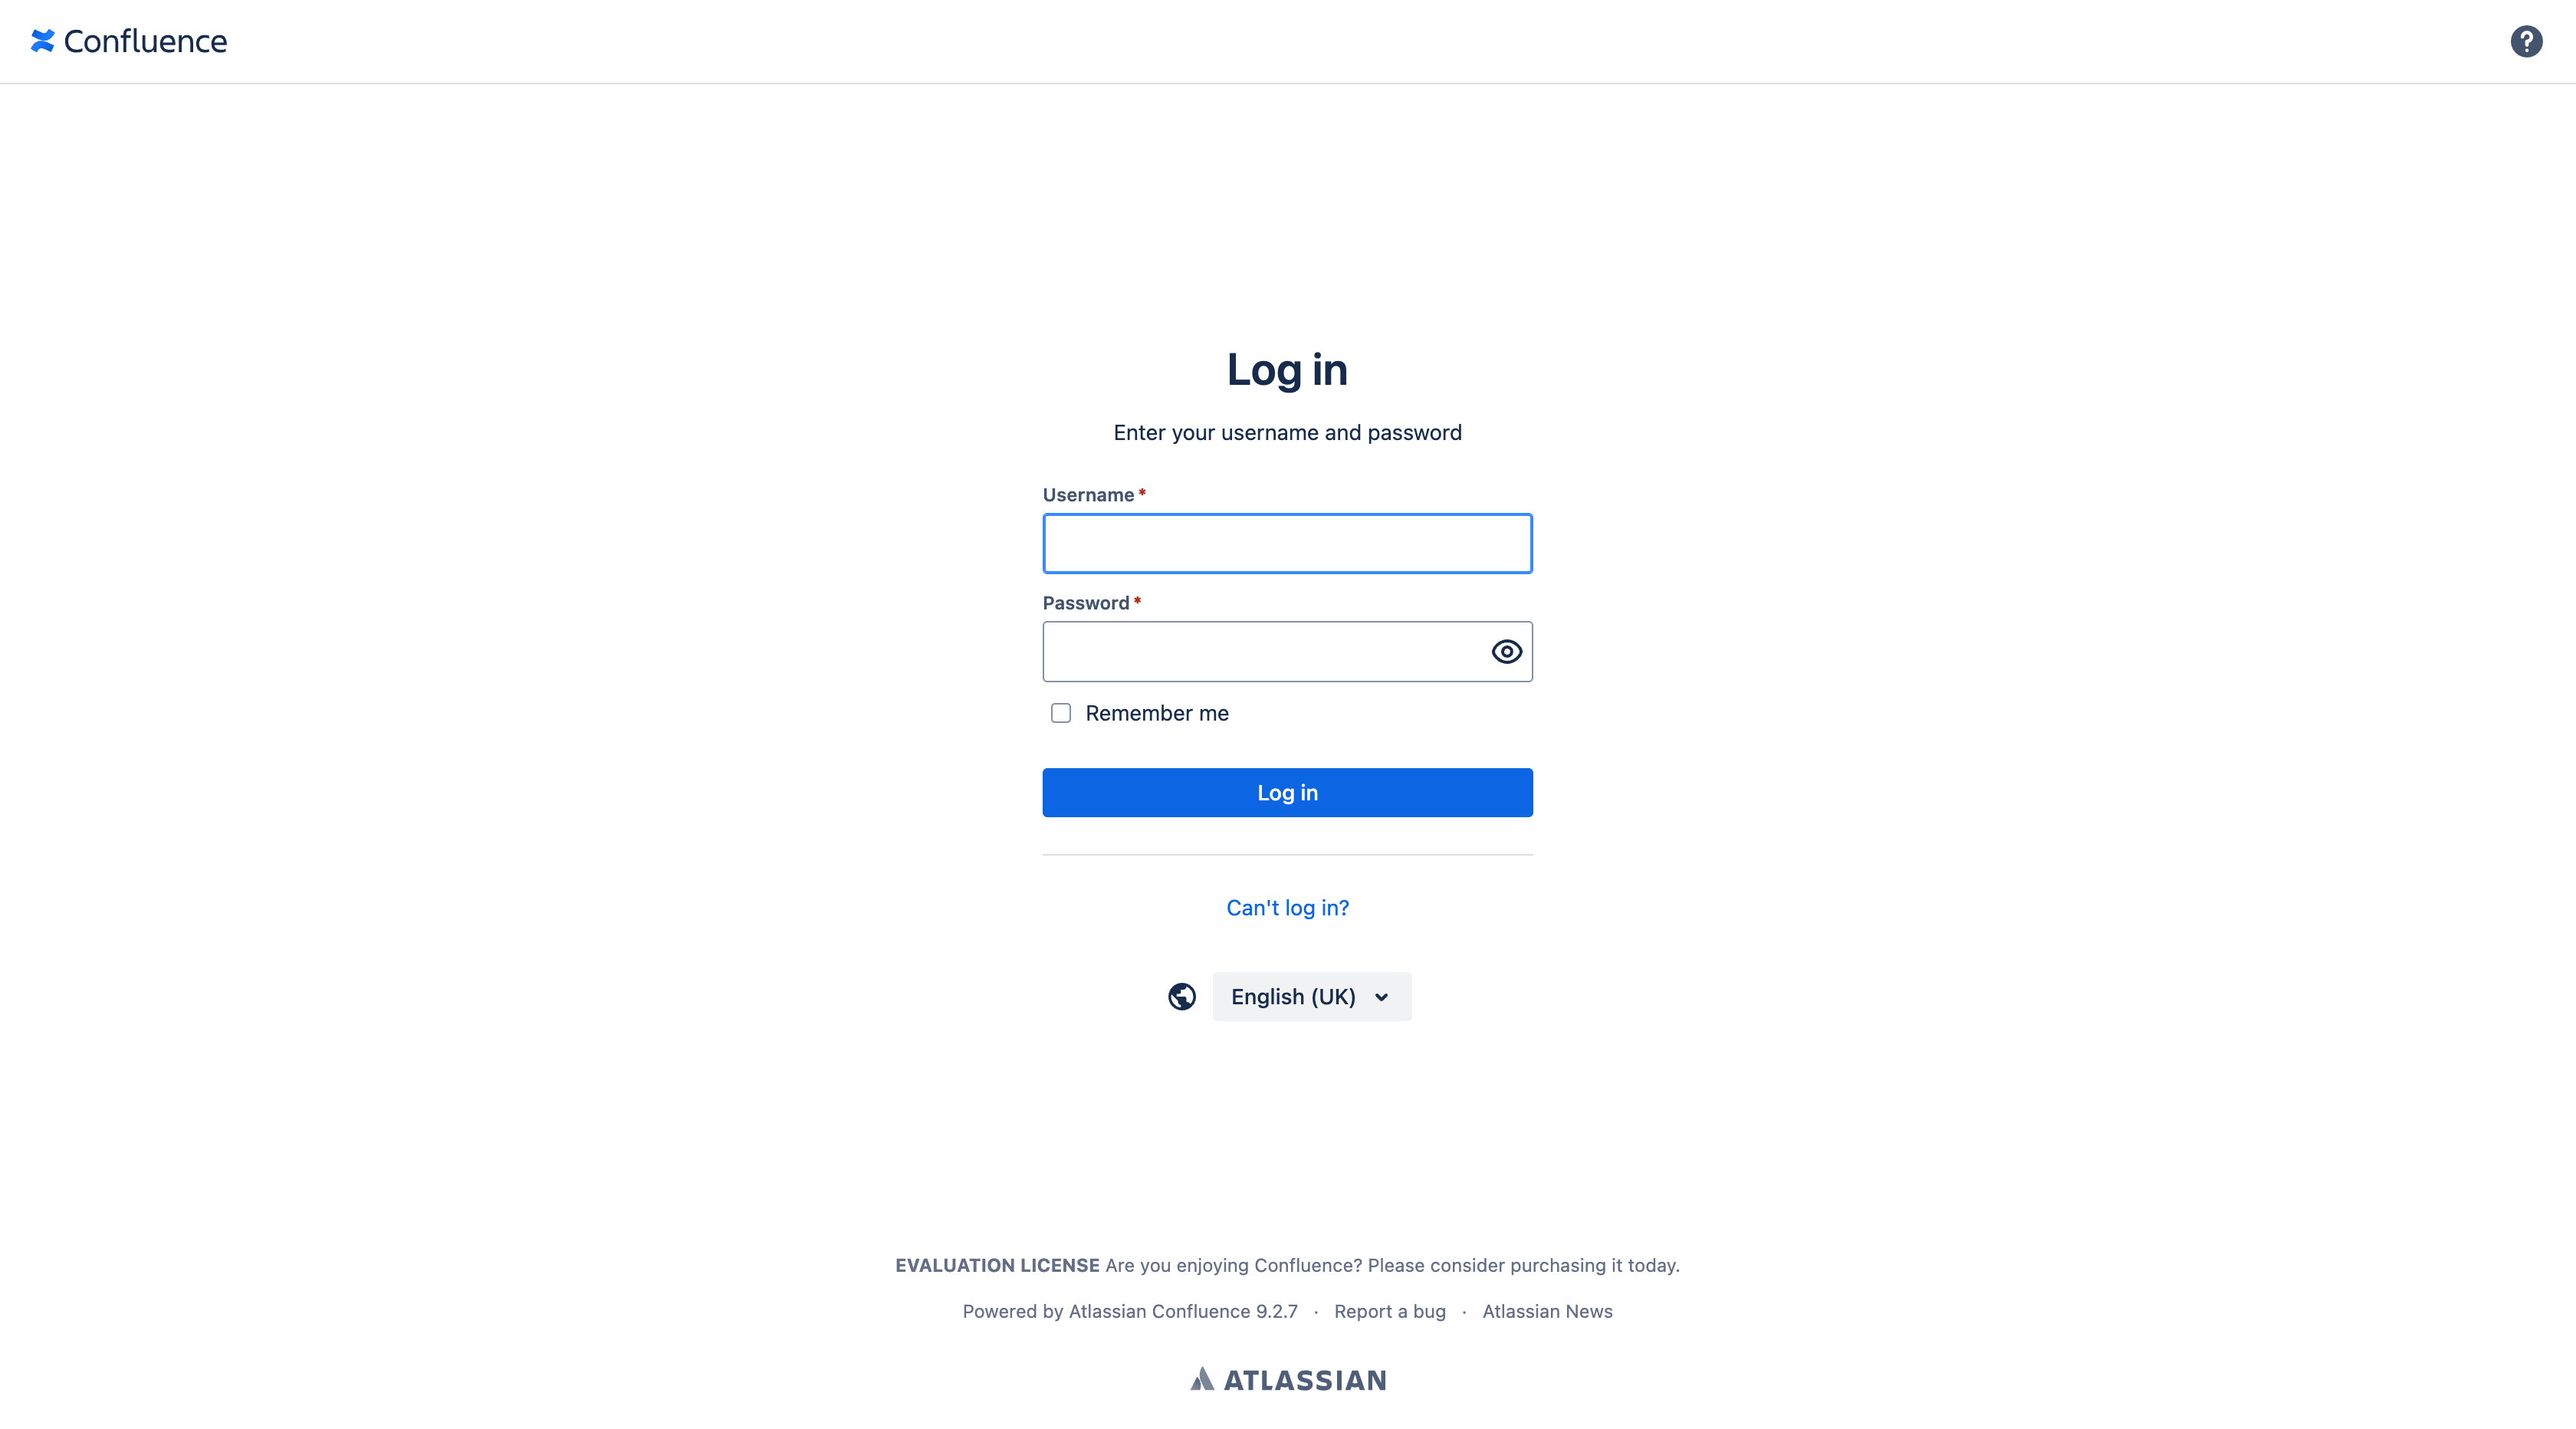 Confluence
Log in
Enter your username and password
Username *
Password *
Remember me
Log in
Can't log in?
English (UK)
EVALUATION LICENSE Are you enjoying Confluence? Please consider purchasing it today.
Powered by Atlassian Confluence 9.2.7 · Report a bug · Atlassian News
ATLASSIAN